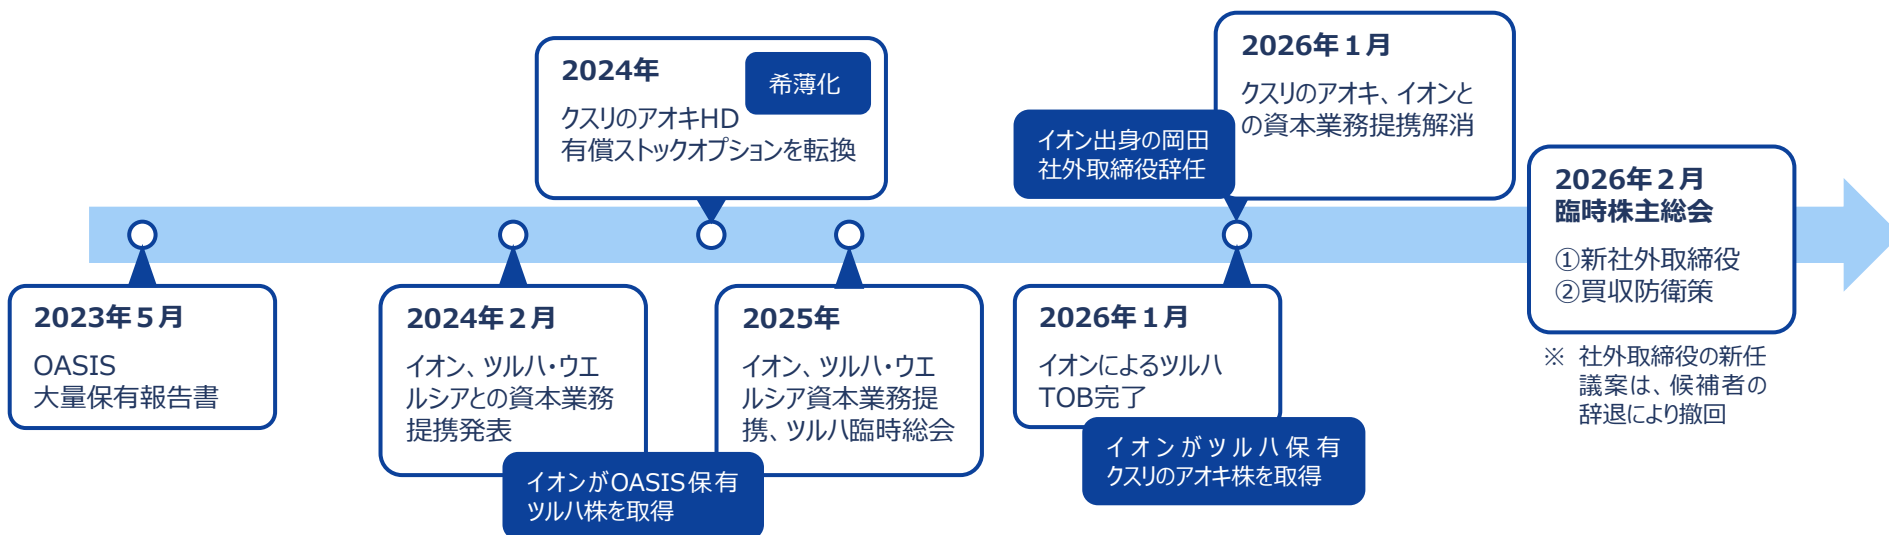 2023年５月
OASIS
大量保有報告書
2024年２月
イオン、ツルハ・ウエ
ルシアとの資本業務
提携発表
イオンがOASIS保有
ツルハ株を取得
2024年
希薄化
クスリのアオキHD
有償ストックオプションを転換
2025年
イオン、ツルハ・ウエ
ルシア資本業務提
携、ツルハ臨時総会
2026年１月
クスリのアオキ、イオンと
の資本業務提携解消
イオン出身の岡田
社外取締役辞任
2026年１月
イオンによるツルハ
TOB完了
イオンがツルハ保有
クスリのアオキ株を取得
2026年２月
臨時株主総会
①新社外取締役
②買収防衛策
※ 社外取締役の新任
議案は、候補者の
辞退により撤回